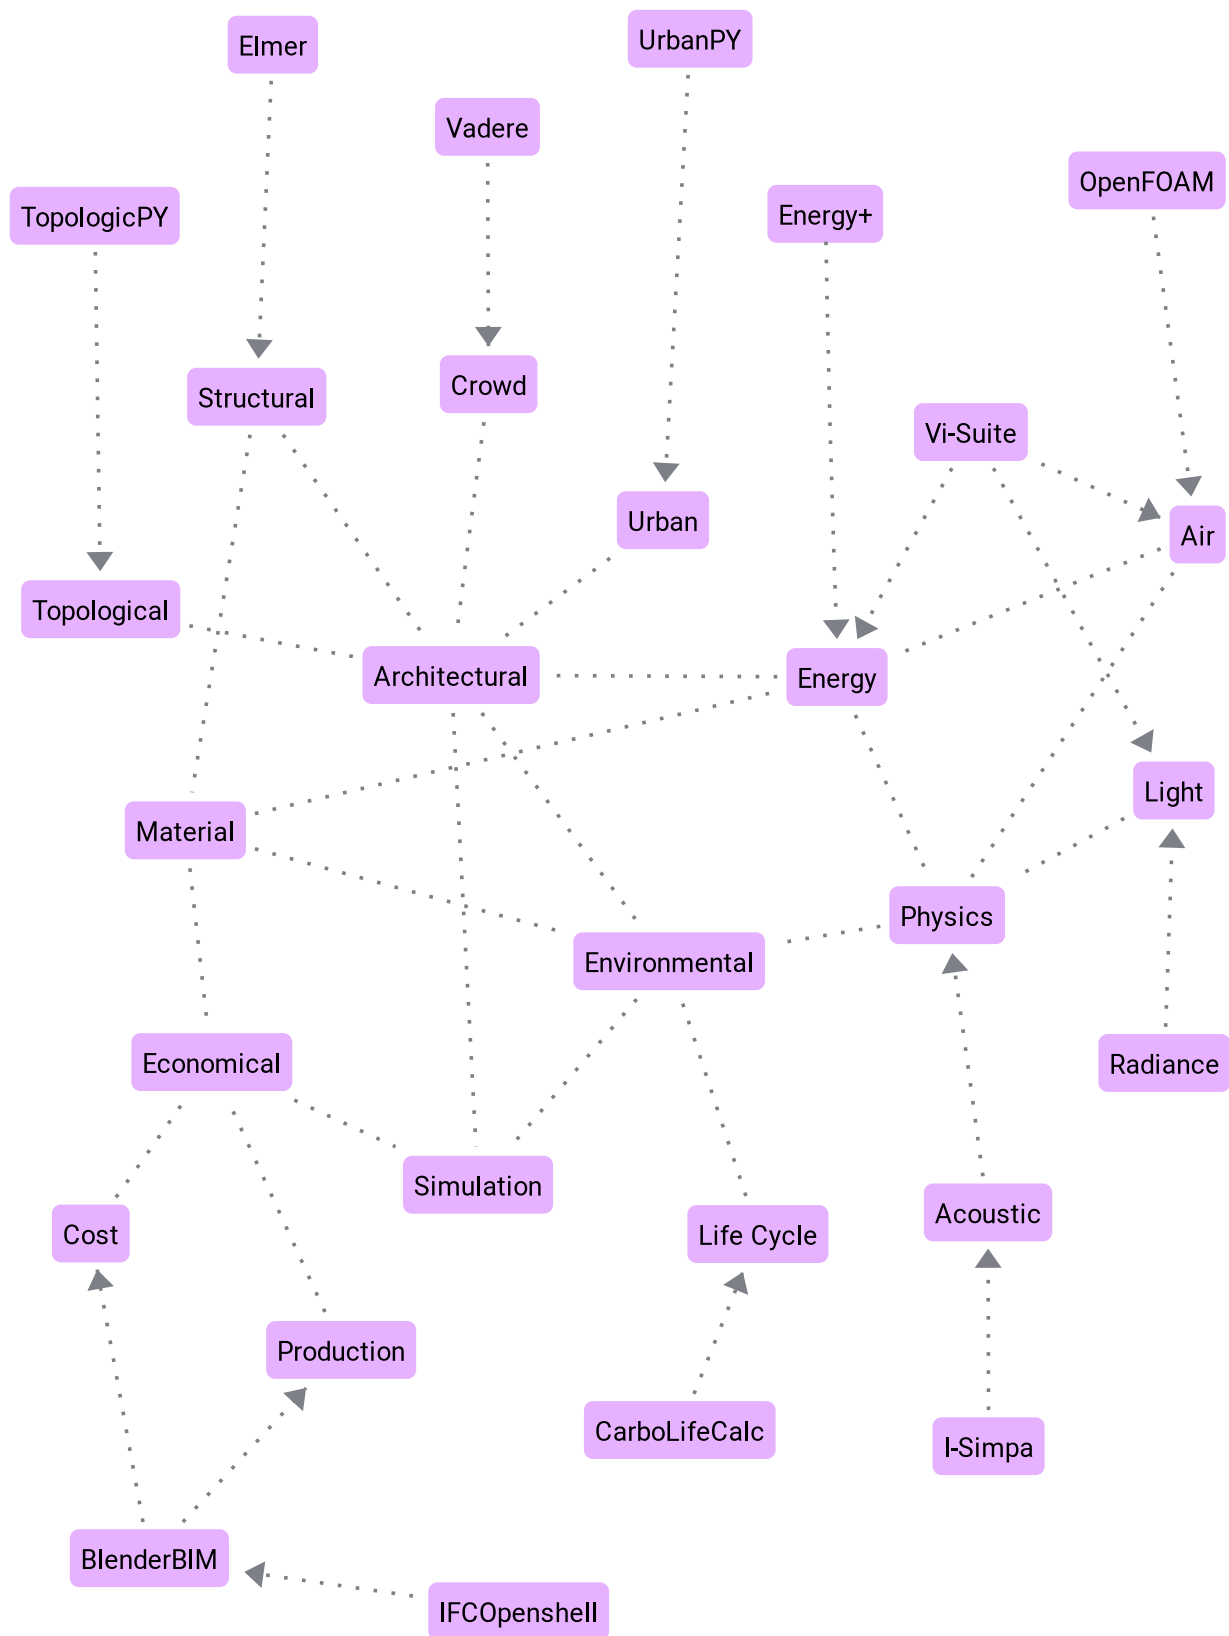 Elmer
UrbanPY
Vadere
OpenFOAM
TopologicPY
Energy+
Structural
Crowd
Vi-Suite
Urban
Air
Topological
Architectural
Energy
Light
Material
Physics
Environmental
Economical
Radiance
Simulation
Acoustic
Cost
Life Cycle
Production
CarboLifeCalc
I-Simpa
BlenderBIM
IFCOpenshell